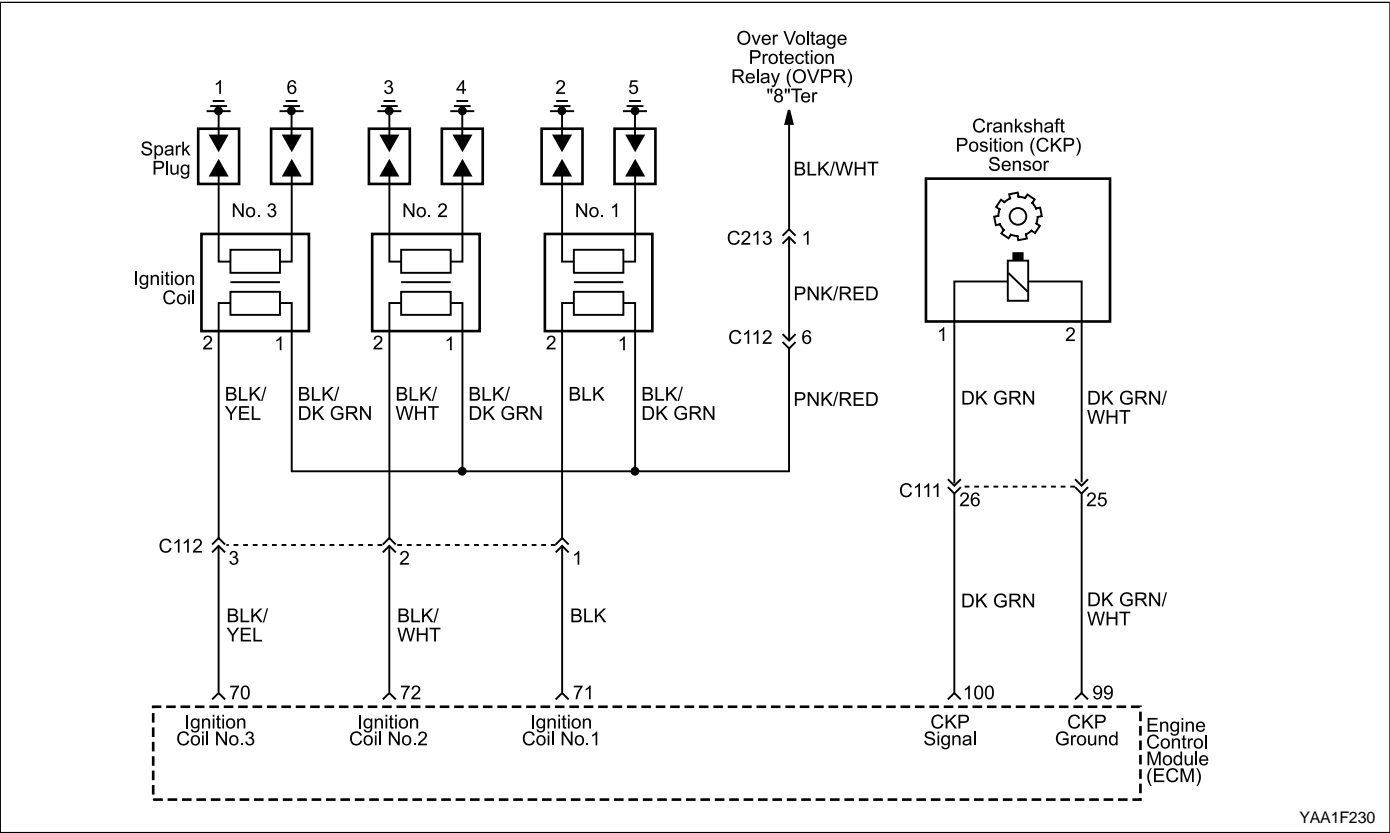 Over Voltage
Protection
Relay (OVPR)
"8"Ter
1 6 3 4 2 5
Crankshaft
Position (CKP)
Sensor
Spark
Plug
BLK/WHT
No. 3 No. 2 No. 1
C213 1
Ignition
Coil
PNK/RED
2 1 2 1 2 1
C112 6
1 2
BLK/
YEL
BLK/
DK GRN
BLK/
WHT
BLK/
DK GRN
BLK
BLK/
DK GRN
PNK/RED
DK GRN
DK GRN/
WHT
C111 26 25
C112 3 2 1
BLK/
YEL
BLK/
WHT
BLK
DK GRN
DK GRN/
WHT
70 72 71 100 99
Ignition
Coil No.3
Ignition
Coil No.2
Ignition
Coil No.1
CKP
Signal
CKP
Ground
Engine
Control
Module
(ECM)
YAA1F230